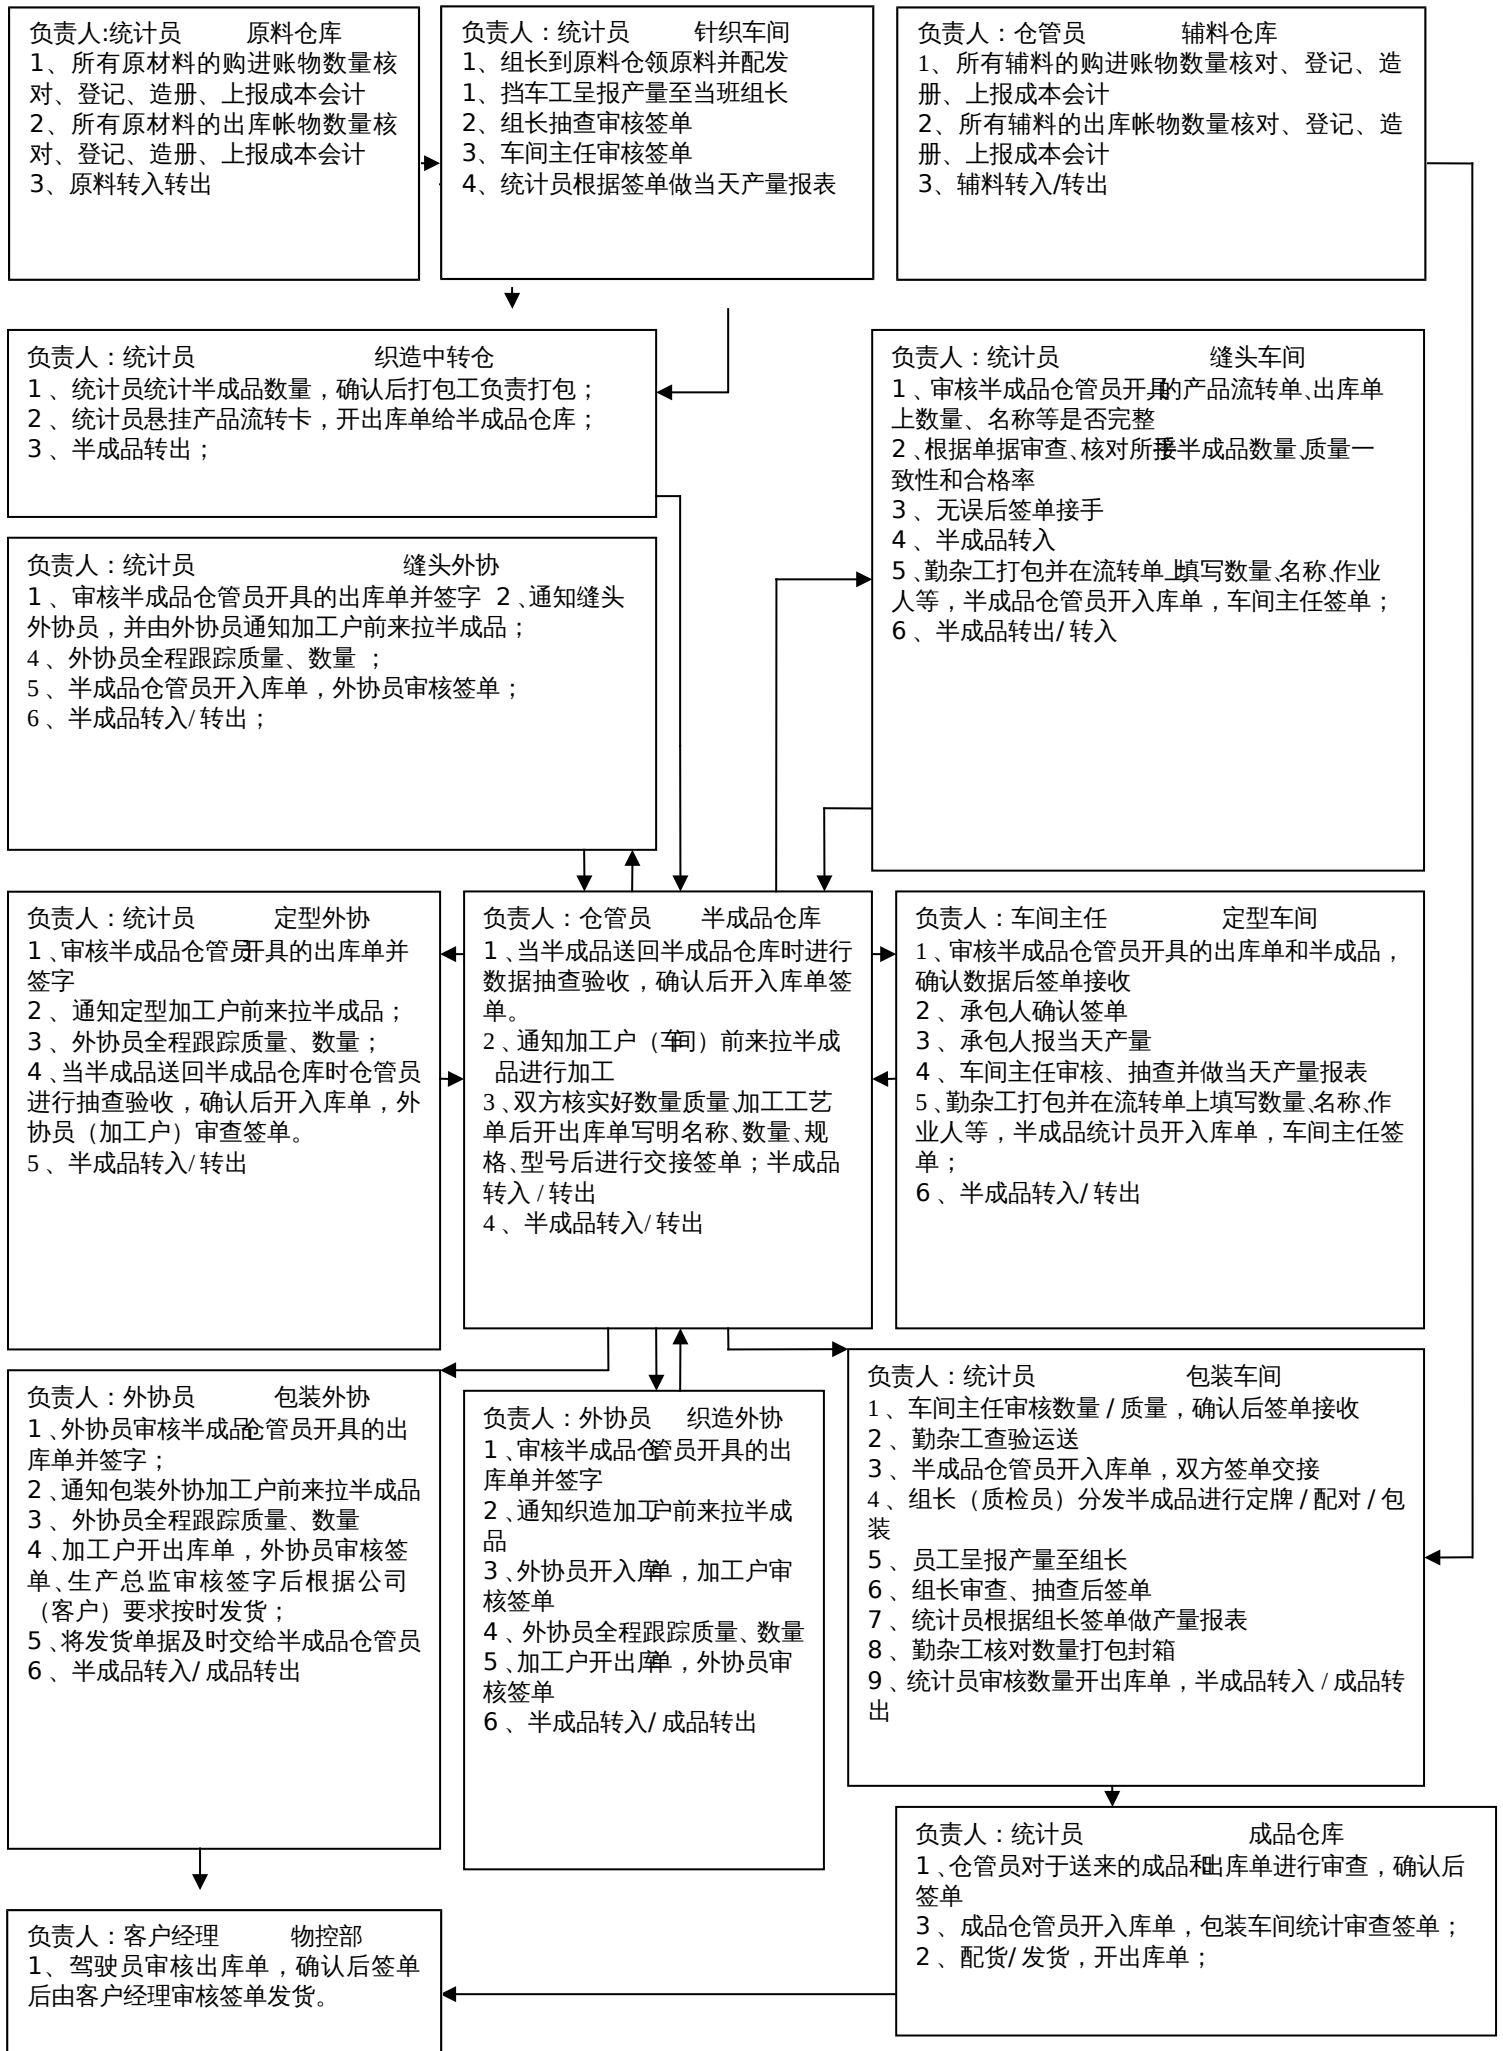 负责人:统计员 原料仓库
1、所有原材料的购进账物数量核
对、登记、造册、上报成本会计
2、所有原材料的出库帐物数量核
对、登记、造册、上报成本会计
3、原料转入转出
负责人：统计员 针织车间
1、组长到原料仓领原料并配发
1、挡车工呈报产量至当班组长
2、组长抽查审核签单
3、车间主任审核签单
4、统计员根据签单做当天产量报表
负责人：仓管员 辅料仓库
1、所有辅料的购进账物数量核对、登记、造
册、上报成本会计
2、所有辅料的出库帐物数量核对、登记、造
册、上报成本会计
3、辅料转入/转出
负责人：统计员 织造中转仓
1、统计员统计半成品数量，确认后打包工负责打包；
2、统计员悬挂产品流转卡，开出库单给半成品仓库；
3、半成品转出；
负责人：统计员 缝头车间
1、审核半成品仓管员开具的产品流转单、出库单
上数量、名称等是否完整
2、根据单据审查、核对所接手半成品数量、质量一
致性和合格率
3、无误后签单接手
4、半成品转入
5、勤杂工打包并在流转单上填写数量、名称、作业
人等，半成品仓管员开入库单，车间主任签单；
6、半成品转出/转入
负责人：统计员 缝头外协
1、审核半成品仓管员开具的出库单并签字 2、通知缝头
外协员，并由外协员通知加工户前来拉半成品；
4、外协员全程跟踪质量、数量 ；
5、半成品仓管员开入库单，外协员审核签单；
6、半成品转入/转出；
负责人：统计员 定型外协
1、审核半成品仓管员开具的出库单并
签字
2、通知定型加工户前来拉半成品；
3、外协员全程跟踪质量、数量；
4、当半成品送回半成品仓库时仓管员
进行抽查验收，确认后开入库单，外
协员（加工户）审查签单。
5、半成品转入/转出
负责人：仓管员 半成品仓库
1、当半成品送回半成品仓库时进行
数据抽查验收，确认后开入库单签
单。
2、通知加工户（车间）前来拉半成
品进行加工
3、双方核实好数量质量、加工工艺
单后开出库单写明名称、数量、规
格、型号后进行交接签单；半成品
转入/转出
4、半成品转入/转出
负责人：车间主任 定型车间
1、审核半成品仓管员开具的出库单和半成品，
确认数据后签单接收
2、承包人确认签单
3、承包人报当天产量
4、车间主任审核、抽查并做当天产量报表
5、勤杂工打包并在流转单上填写数量、名称、作
业人等，半成品统计员开入库单，车间主任签
单；
6、半成品转入/转出
负责人：外协员 包装外协
1、外协员审核半成品仓管员开具的出
库单并签字；
2、通知包装外协加工户前来拉半成品
3、外协员全程跟踪质量、数量
4、加工户开出库单，外协员审核签
单、生产总监审核签字后根据公司
（客户）要求按时发货；
5、将发货单据及时交给半成品仓管员
6、半成品转入/成品转出
负责人：外协员 织造外协
1、审核半成品仓管员开具的出
库单并签字
2、通知织造加工户前来拉半成
品
3、外协员开入库单，加工户审
核签单
4、外协员全程跟踪质量、数量
5、加工户开出库单，外协员审
核签单
6、半成品转入/成品转出
负责人：统计员 包装车间
1、车间主任审核数量/质量，确认后签单接收
2、勤杂工查验运送
3、半成品仓管员开入库单，双方签单交接
4、组长（质检员）分发半成品进行定牌/配对/包
装
5、员工呈报产量至组长
6、组长审查、抽查后签单
7、统计员根据组长签单做产量报表
8、勤杂工核对数量打包封箱
9、统计员审核数量开出库单，半成品转入/成品转
出
负责人：统计员 成品仓库
1、仓管员对于送来的成品和出库单进行审查，确认后
签单
3、成品仓管员开入库单，包装车间统计审查签单；
2、配货/发货，开出库单；
负责人：客户经理 物控部
1、驾驶员审核出库单，确认后签单
后由客户经理审核签单发货。